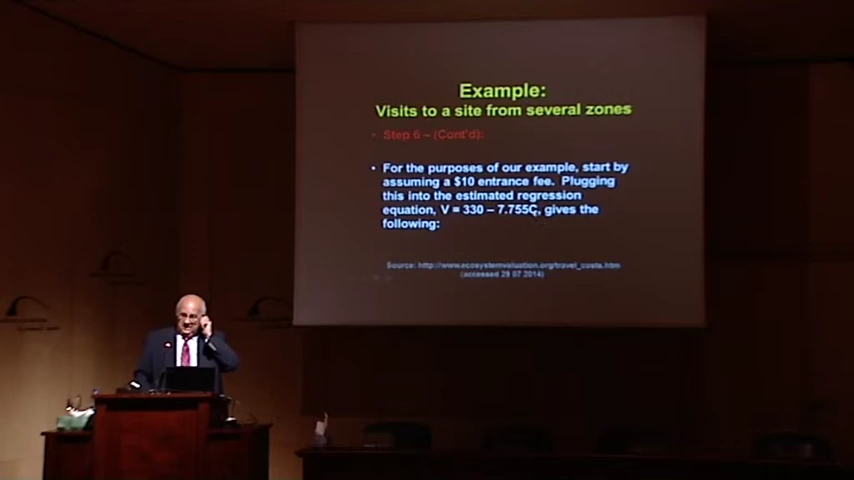 Example:
Visits to a site from several zones
• Step 6 – (Cont'd):
• For the purposes of our example, start by
assuming a $10 entrance fee. Plugging
this into the estimated regression
equation, V = 330 – 7.755C, gives the
following:
Source: http://www.ecosystemvaluation.org/travel_costs.htm
(accessed 29 07 2014)